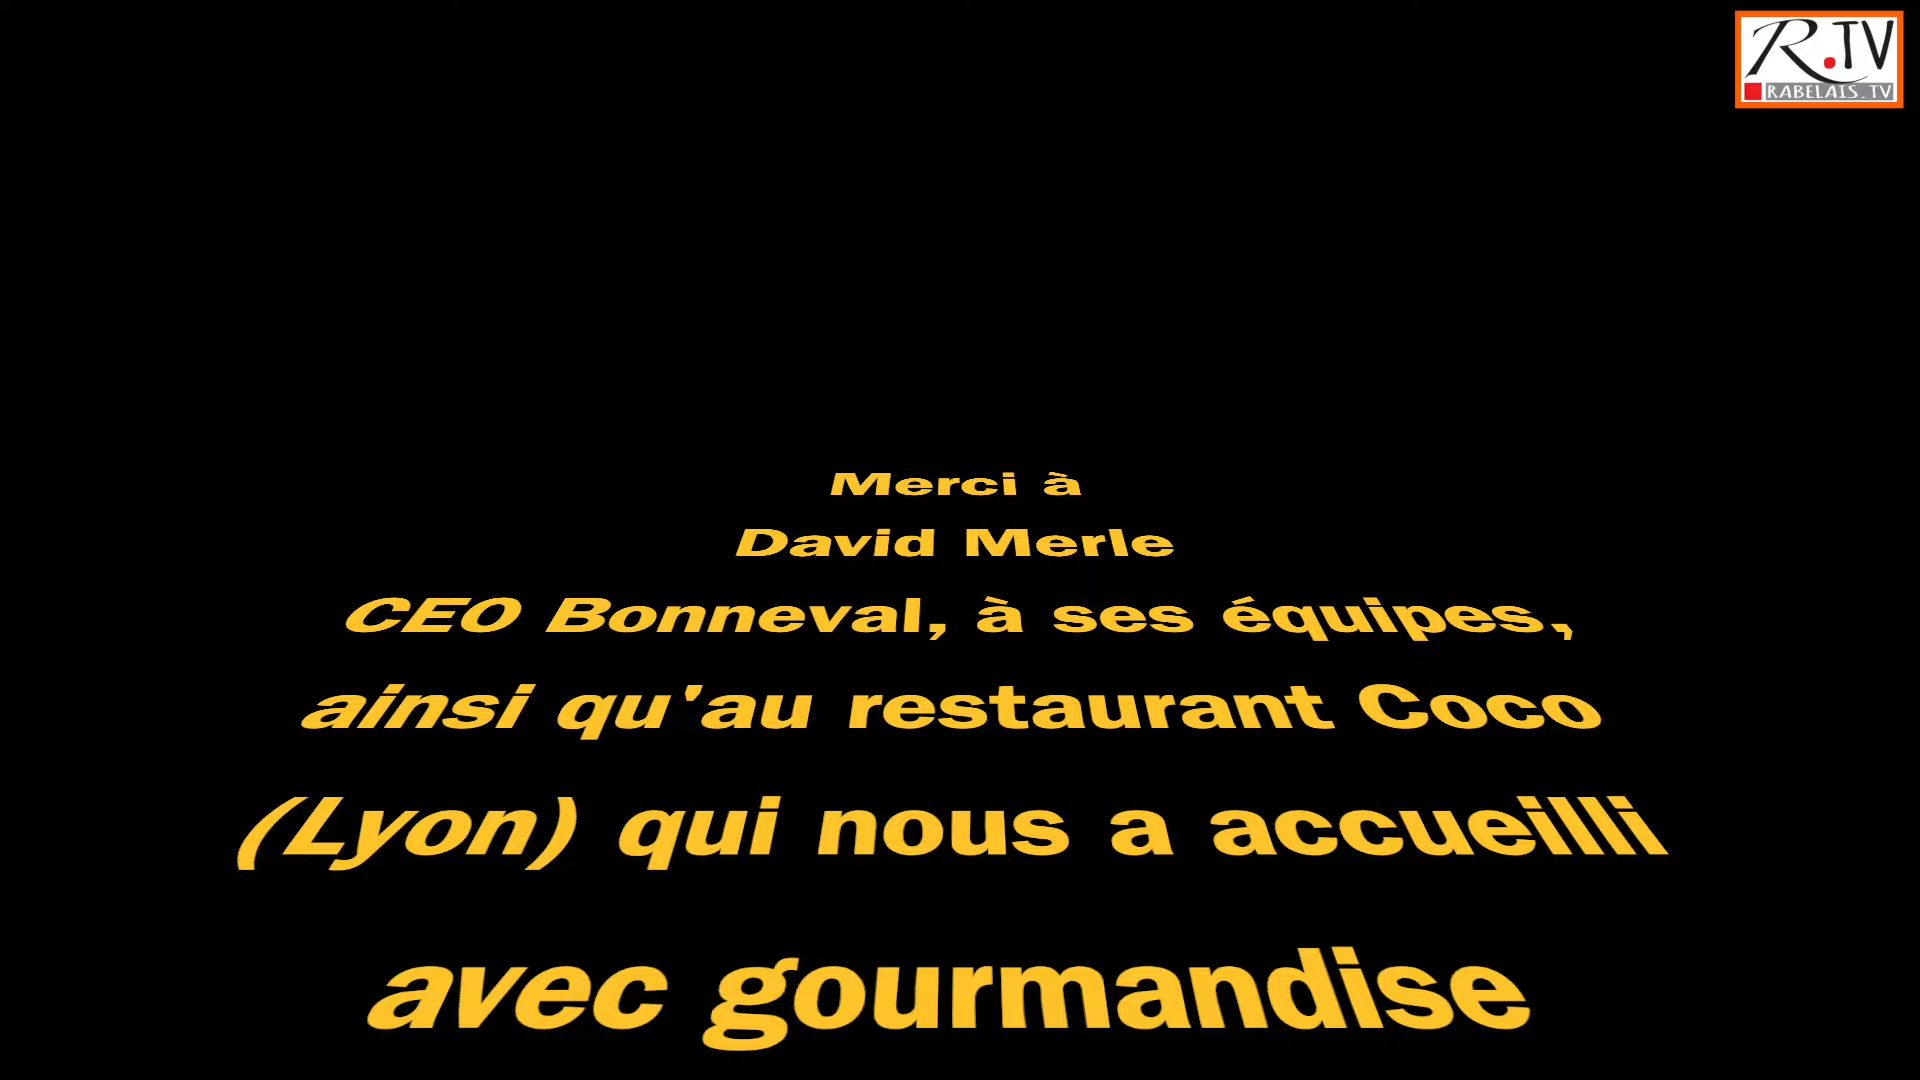 R.TV
RABELAIS.TV
Merci à
David Merle
CEO Bonneval, à ses équipes,
ainsi qu'au restaurant Coco
(Lyon) qui nous a accueilli
avec gourmandise